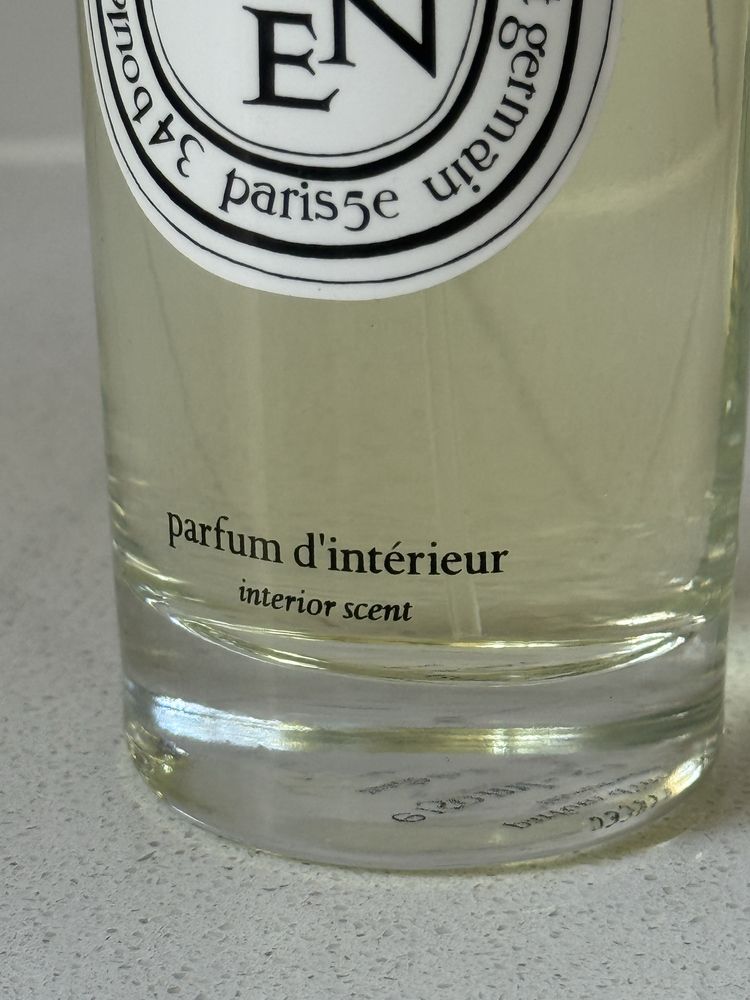 EN
34 boul
paris5e
t germain
parfum d'intérieur
interior scent